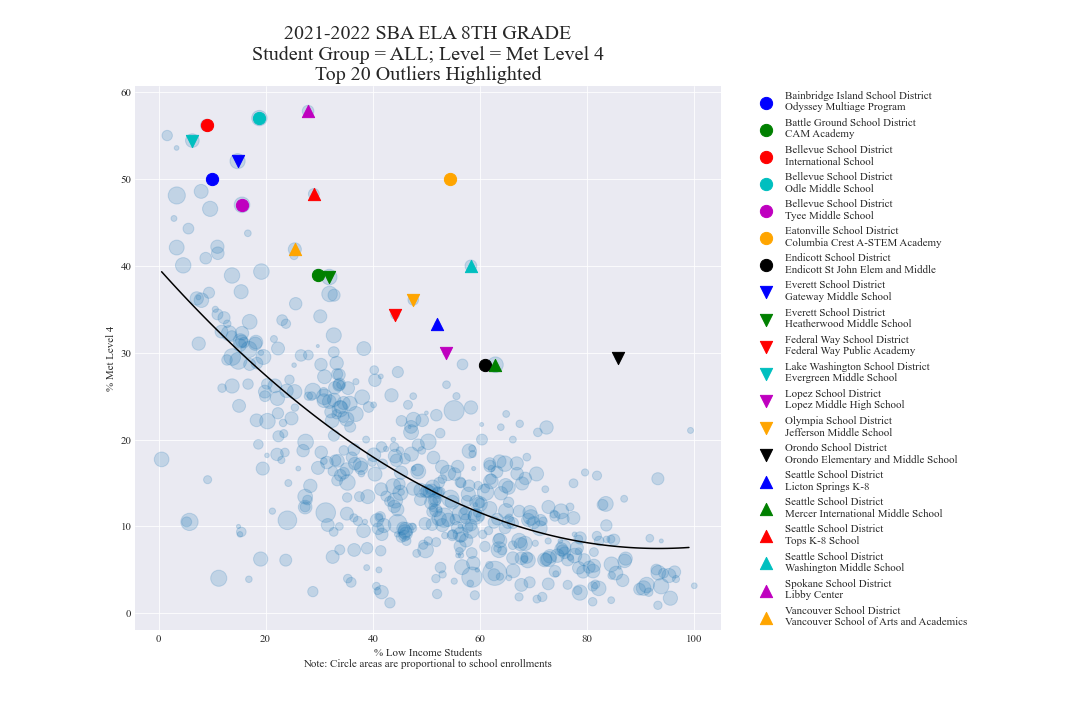 2021-2022 SBA ELA 8TH GRADE
Student Group = ALL; Level = Met Level 4
Top 20 Outliers Highlighted
60
50
40
30
20
10
0
% Met Level 4
0
20
40
60
80
100
% Low Income Students
Note: Circle areas are proportional to school enrollments
Bainbridge Island School District
Odyssey Multiage Program
Battle Ground School District
CAM Academy
Bellevue School District
International School
Bellevue School District
Odle Middle School
Bellevue School District
Tyee Middle School
Eatonville School District
Columbia Crest A-STEM Academy
Endicott School District
Endicott St John Elem and Middle
Everett School District
Gateway Middle School
Everett School District
Heatherwood Middle School
Federal Way School District
Federal Way Public Academy
Lake Washington School District
Evergreen Middle School
Lopez School District
Lopez Middle High School
Olympia School District
Jefferson Middle School
Orondo School District
Orondo Elementary and Middle School
Seattle School District
Licton Springs K-8
Seattle School District
Mercer International Middle School
Seattle School District
Tops K-8 School
Seattle School District
Washington Middle School
Spokane School District
Libby Center
Vancouver School District
Vancouver School of Arts and Academics